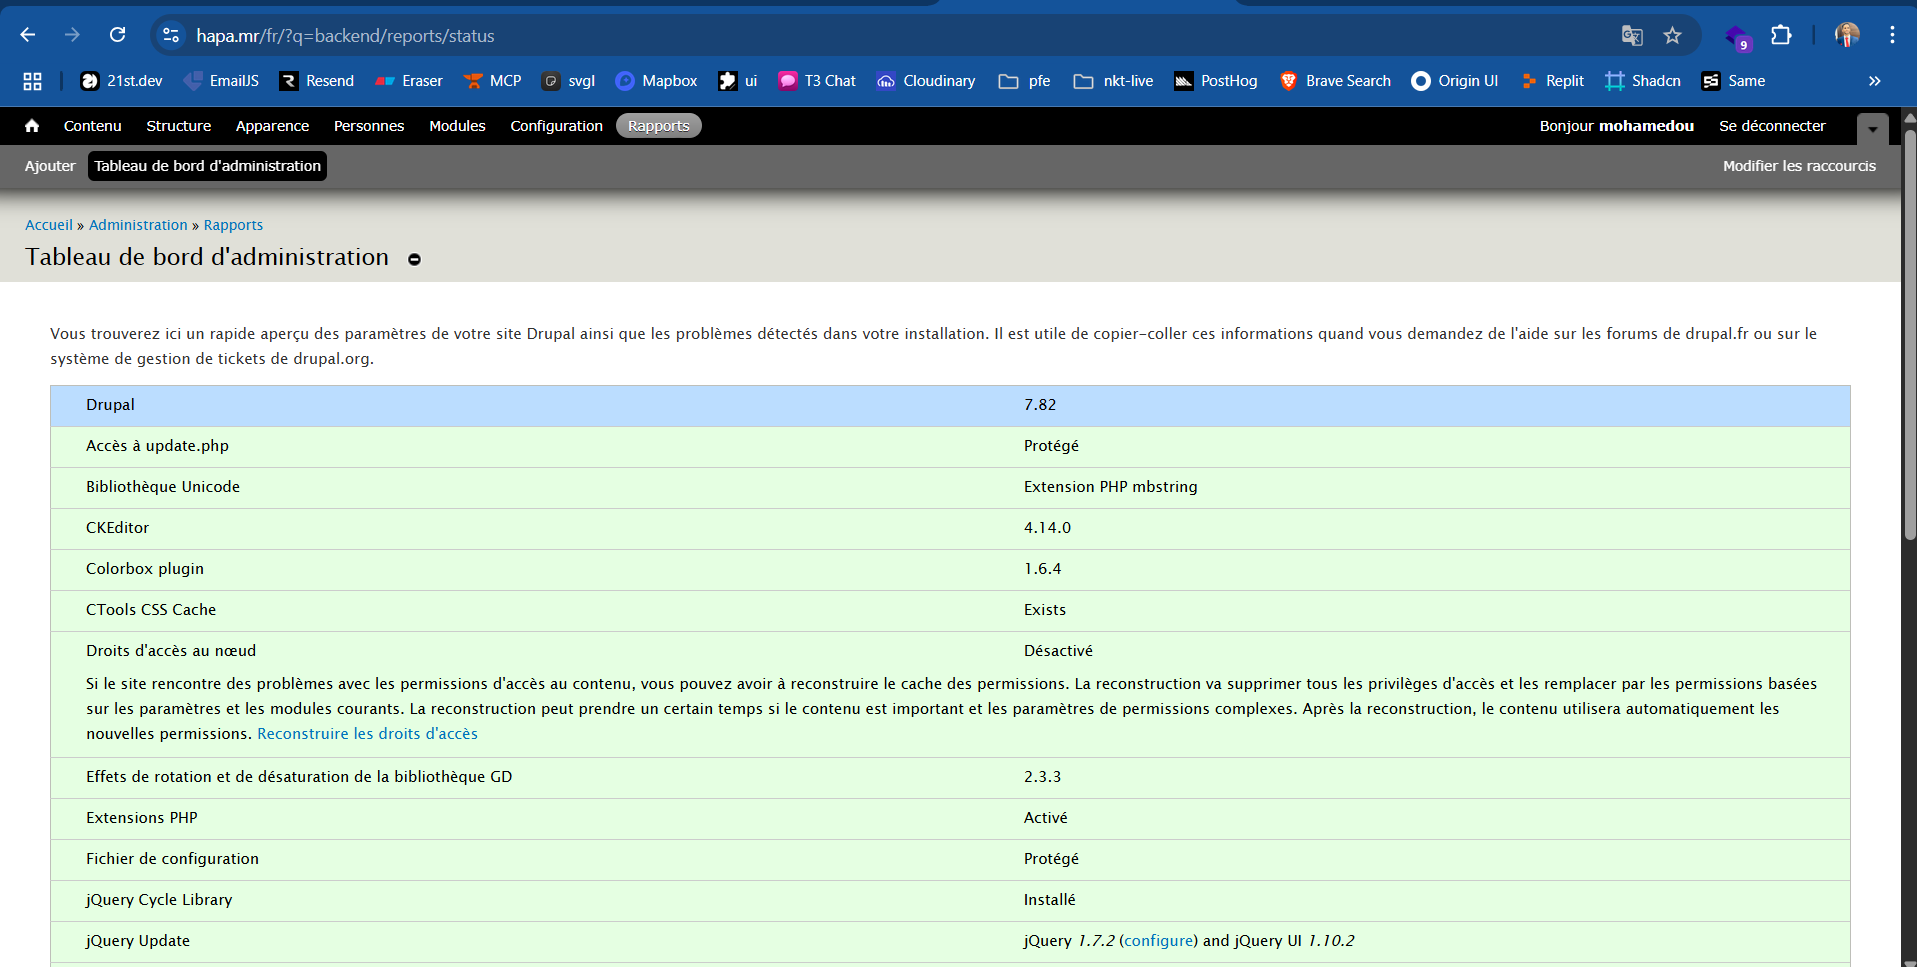 hapa.mr/fr/?q=backend/reports/status
9
21st.dev EmailJS Resend Eraser MCP svgl Mapbox ui T3 Chat Cloudinary pfe nkt-live PostHog Brave Search Origin UI Replit Shadcn Same »
Contenu Structure Apparence Personnes Modules Configuration Rapports Bonjour mohamedou Se déconnecter
Ajouter Tableau de bord d'administration Modifier les raccourcis
Accueil » Administration » Rapports
Tableau de bord d'administration
Vous trouverez ici un rapide aperçu des paramètres de votre site Drupal ainsi que les problèmes détectés dans votre installation. Il est utile de copier-coller ces informations quand vous demandez de l'aide sur les forums de drupal.fr ou sur le
système de gestion de tickets de drupal.org.
Drupal 7.82
Accès à update.php Protégé
Bibliothèque Unicode Extension PHP mbstring
CKEditor 4.14.0
Colorbox plugin 1.6.4
CTools CSS Cache Exists
Droits d'accès au nœud Désactivé
Si le site rencontre des problèmes avec les permissions d'accès au contenu, vous pouvez avoir à reconstruire le cache des permissions. La reconstruction va supprimer tous les privilèges d'accès et les remplacer par les permissions basées
sur les paramètres et les modules courants. La reconstruction peut prendre un certain temps si le contenu est important et les paramètres de permissions complexes. Après la reconstruction, le contenu utilisera automatiquement les
nouvelles permissions. Reconstruire les droits d'accès
Effets de rotation et de désaturation de la bibliothèque GD 2.3.3
Extensions PHP Activé
Fichier de configuration Protégé
jQuery Cycle Library Installé
jQuery Update jQuery 1.7.2 (configure) and jQuery UI 1.10.2